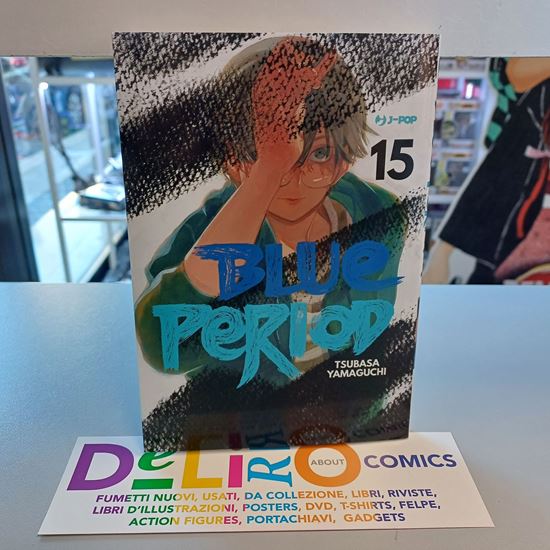 J-POP
15
BLUE
PERIOD
TSUBASA
YAMAGUCHI
DeLiRiO ABOUT COMICS
FUMETTI NUOVI, USATI, DA COLLEZIONE, LIBRI, RIVISTE,
LIBRI D'ILLUSTRAZIONI, POSTERS, DVD, T-SHIRTS, FELPE,
ACTION FIGURES, PORTACHIAVI, GADGETS